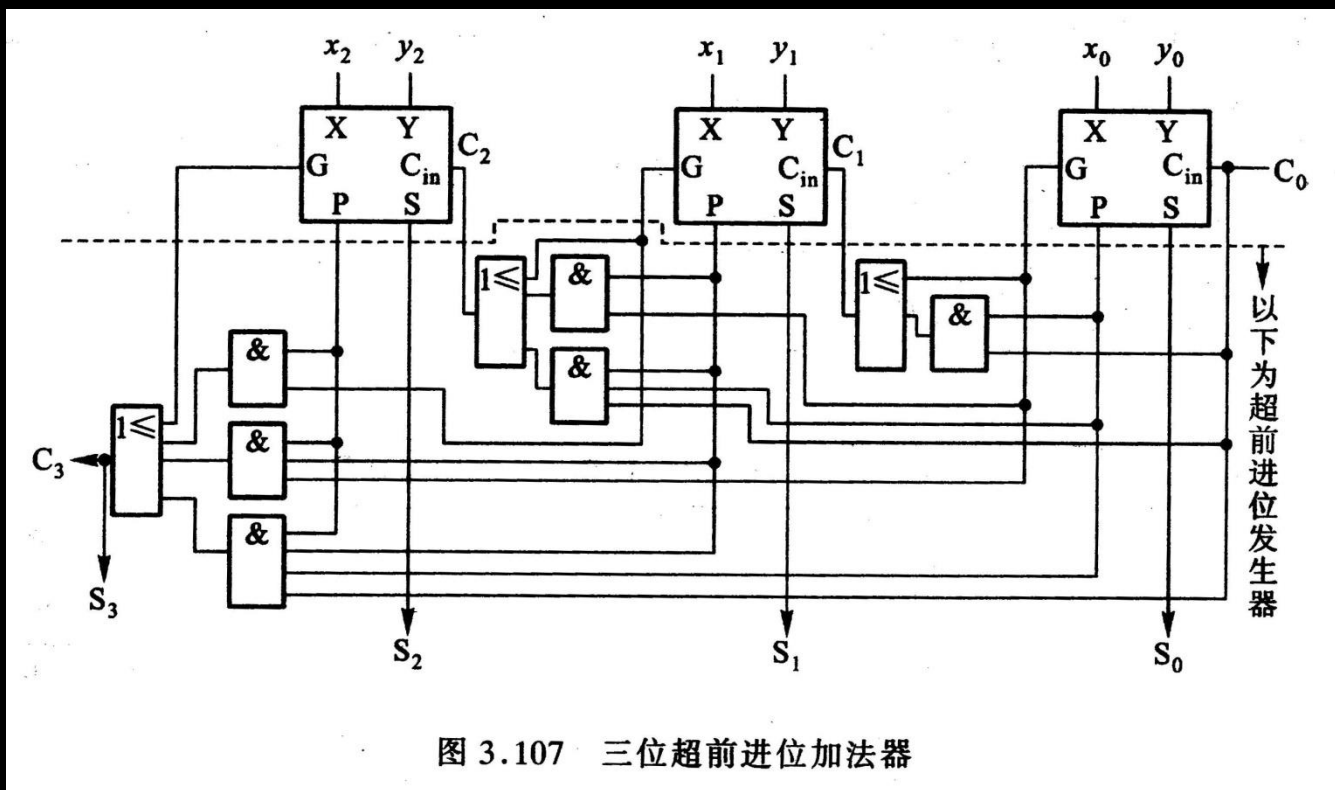 x₂ y₂ x₁ y₁ x₀ y₀
X Y X Y X Y
C₂ C₁
G Cᵢₙ G Cᵢₙ G Cᵢₙ C₀
P S P S P S
1≤ & 1≤ &
& &
1≤ &
C₃
&
S₃
S₂ S₁ S₀
以下为超前进位发生器
图 3.107 三位超前进位加法器